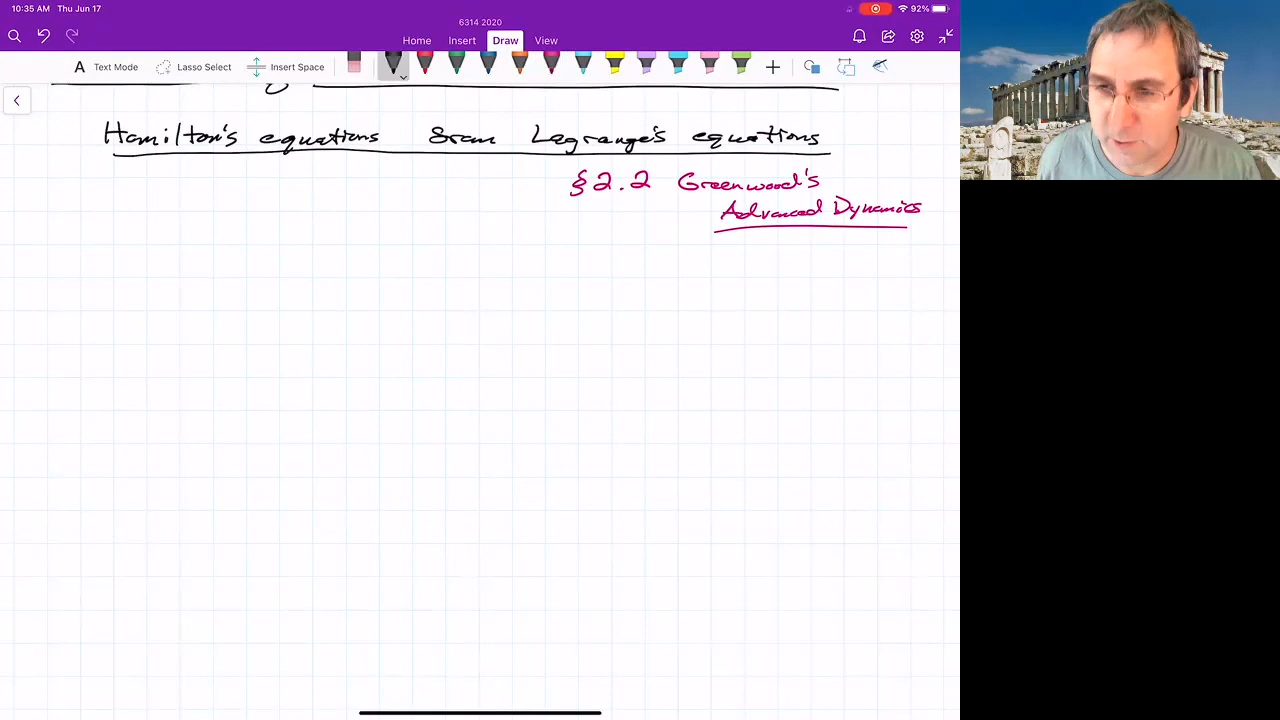 10:35 AM Thu Jun 17
92%
6314 2020
Home Insert Draw View
A Text Mode Lasso Select Insert Space
Hamilton's equations from Lagrange's equations
§2.2 Greenwood's
Advanced Dynamics